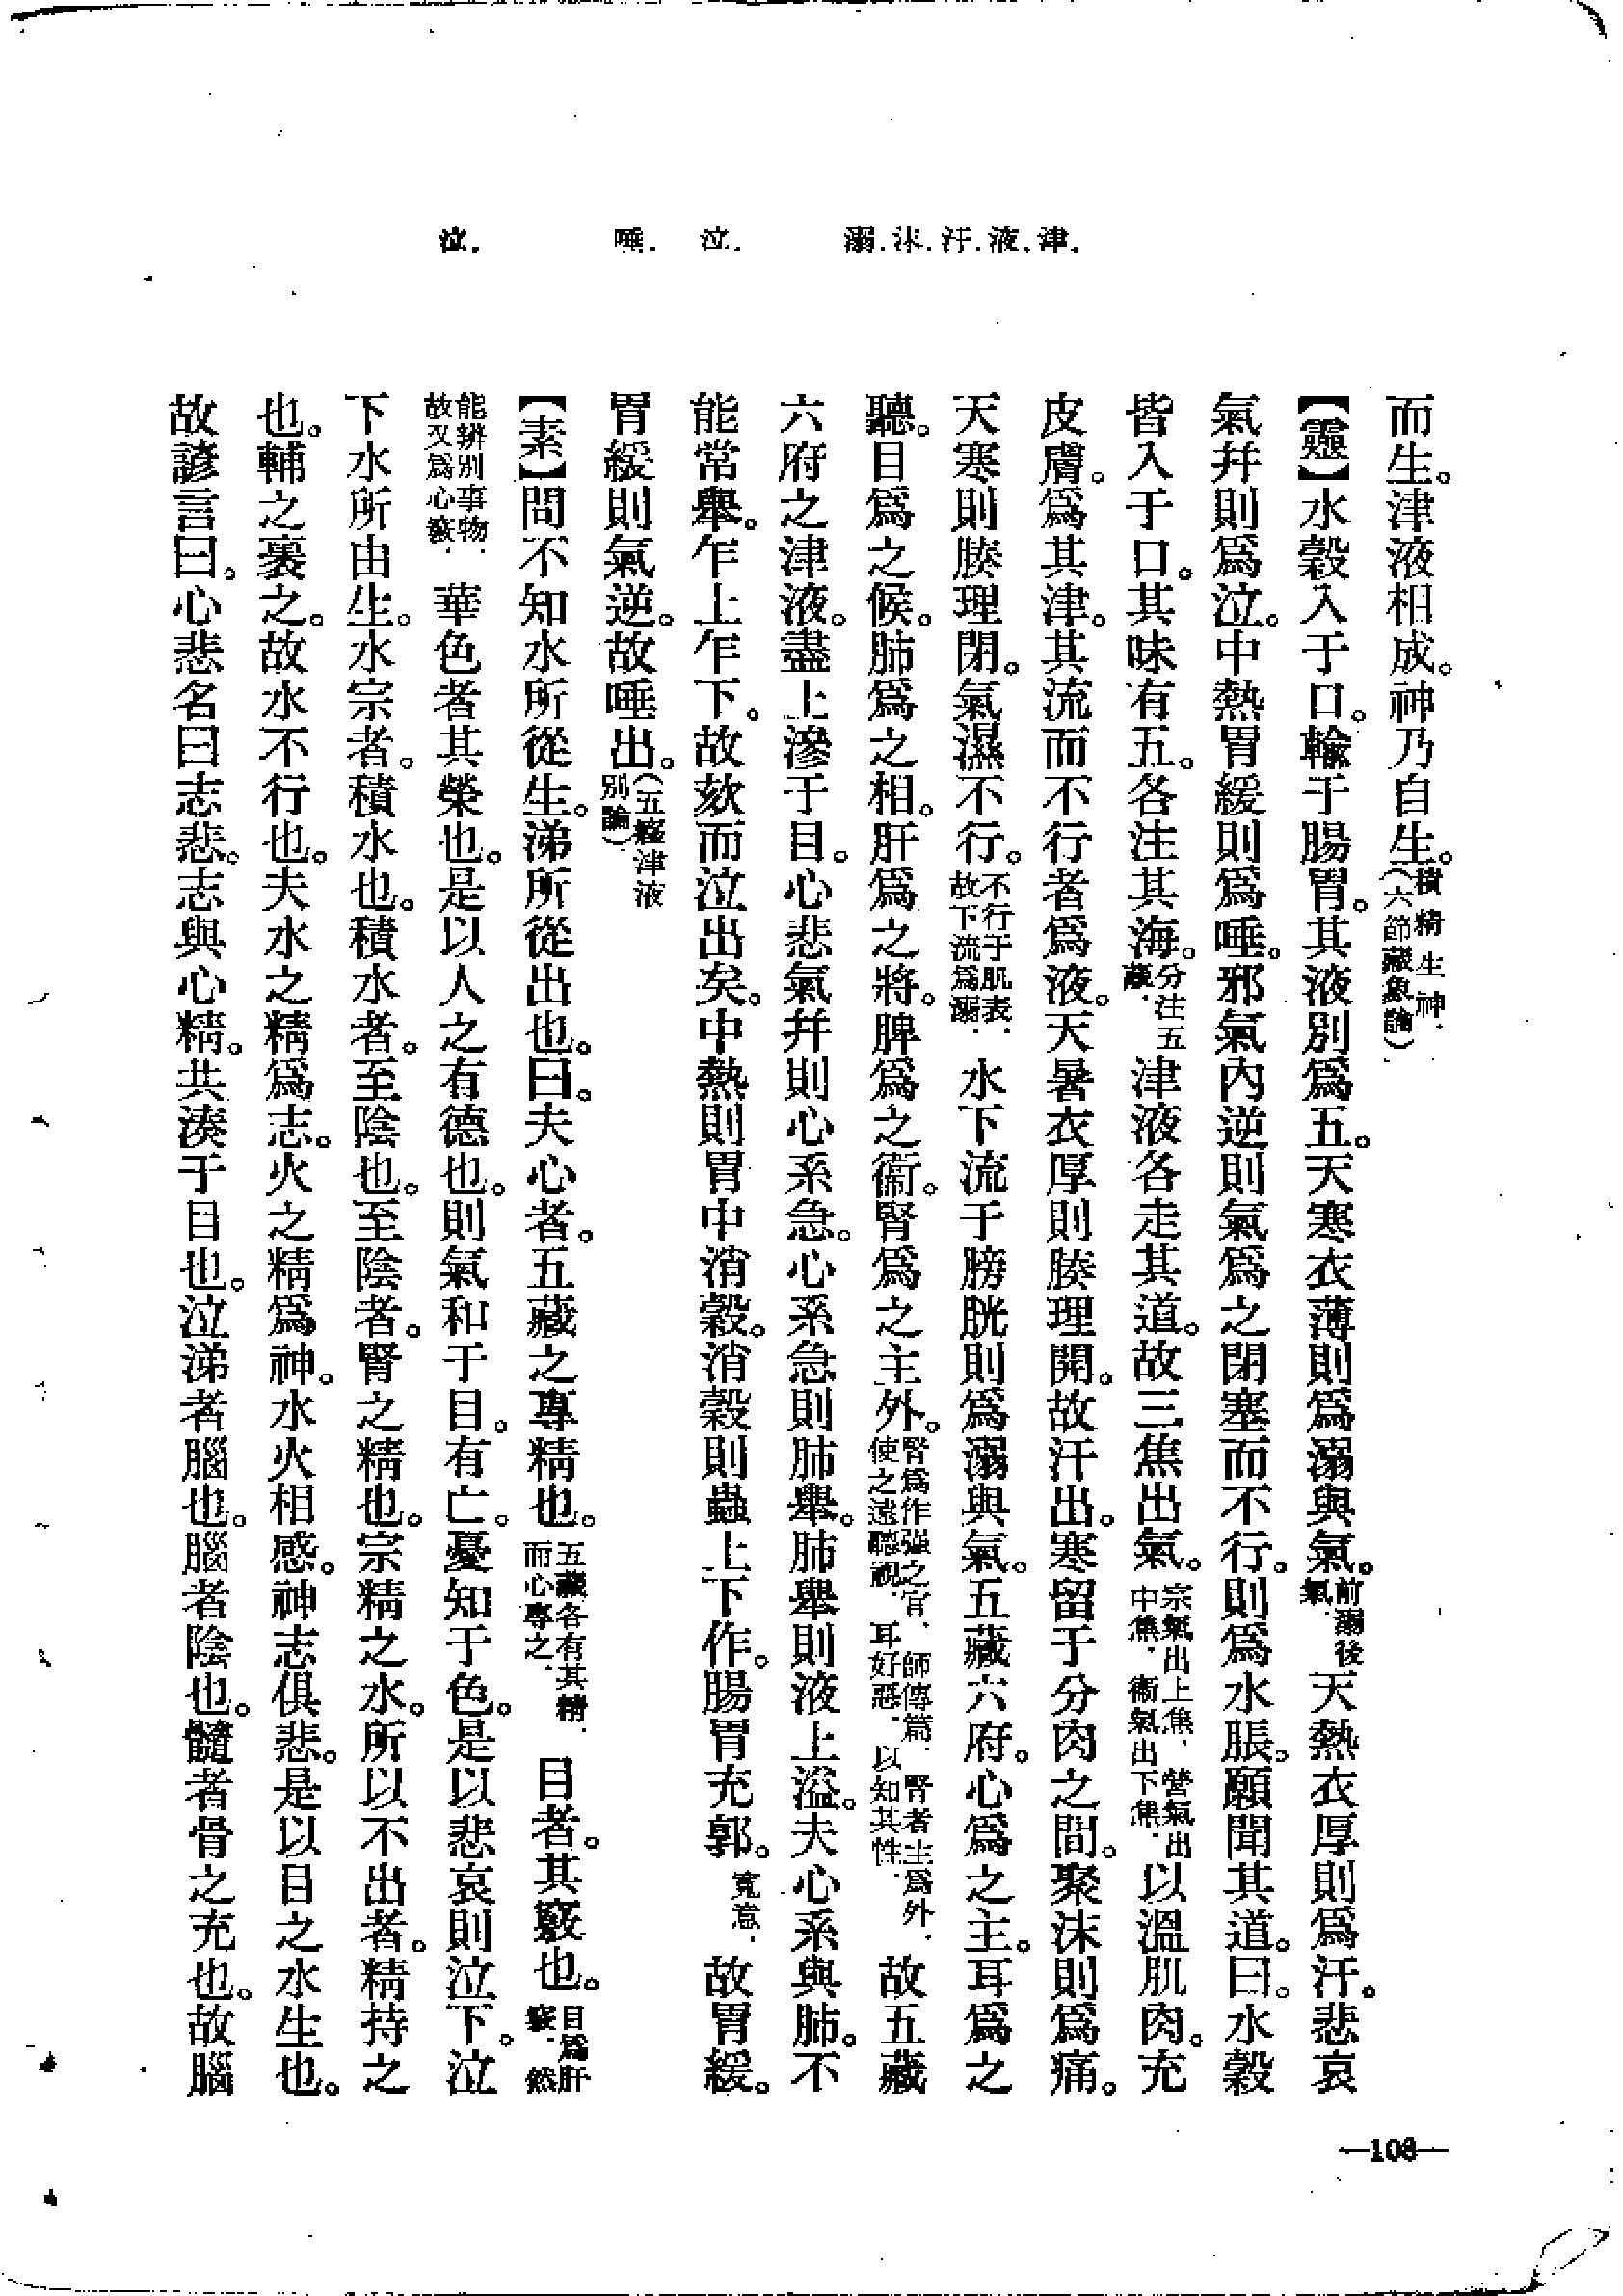 津.液.汗.沫.溺.
泣.
唾.
泣.
而生。津液相成。神乃自生。積精生神．（六節藏象論）
【靈】水穀入于口。輸于腸胃。其液別爲五。天寒衣薄則爲溺與氣。前溺後氣．天熱衣厚則爲汗。悲哀
氣幷則爲泣。中熱胃緩則爲唾。邪氣內逆則氣爲之閉塞而不行。則爲水脹。願聞其道。曰。水穀
皆入于口。其味有五。各注其海。分注五藏．津液各走其道。故三焦出氣。宗氣出上焦．營氣出中焦．衞氣出下焦．以溫肌肉。充
皮膚。爲其津。其流而不行者爲液。天暑衣厚則腠理開。故汗出。寒留于分肉之間。聚沫則爲痛。
天寒則腠理閉。氣濕不行。不行于肌表．故下流爲溺．水下流于膀胱則爲溺與氣。五藏六府。心爲之主。耳爲之
聽。目爲之候。肺爲之相。肝爲之將。脾爲之衞。腎爲之主外。腎爲作強之官．師傳篇．腎者主爲外．使之遠聽視．耳好惡．以知其性．故五藏
六府之津液。盡上滲于目。心悲氣幷則心系急。心系急則肺舉。肺舉則液上溢。夫心系與肺。不
能常舉。乍上乍下。故欬而泣出矣。中熱則胃中消穀。消穀則蟲上下作。腸胃充郭。寬意．故胃緩。
胃緩則氣逆。故唾出。（五癃津液別論）
【素】問不知水所從生。涕所從出也。曰。夫心者。五藏之專精也。五藏各有其精．而心專之．目者。其竅也。目爲肝竅．然
能辨別事物．故又爲心竅．華色者其榮也。是以人之有德也。則氣和于目。有亡。憂知于色。是以悲哀則泣下。泣
下水所由生。水宗者。積水也。積水者。至陰也。至陰者。腎之精也。宗精之水。所以不出者。精持之
也。輔之裹之。故水不行也。夫水之精爲志。火之精爲神。水火相感。神志俱悲。是以目之水生也。
故諺言曰。心悲名曰志悲。志與心精。共湊于目也。泣涕者腦也。腦者陰也。髓者骨之充也。故腦
—108—